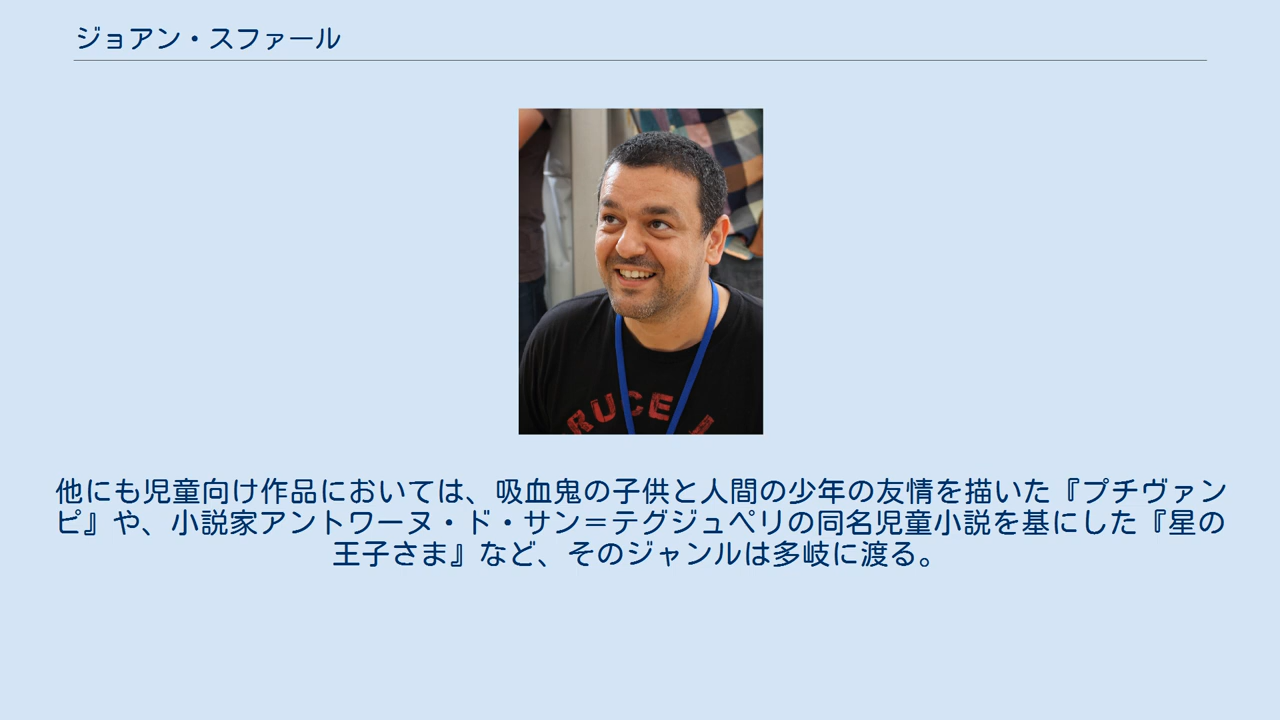 ジョアン・スファール
RUCE
他にも児童向け作品においては、吸血鬼の子供と人間の少年の友情を描いた『プチヴァン
ピ』や、小説家アントワーヌ・ド・サン＝テグジュペリの同名児童小説を基にした『星の
王子さま』など、そのジャンルは多岐に渡る。